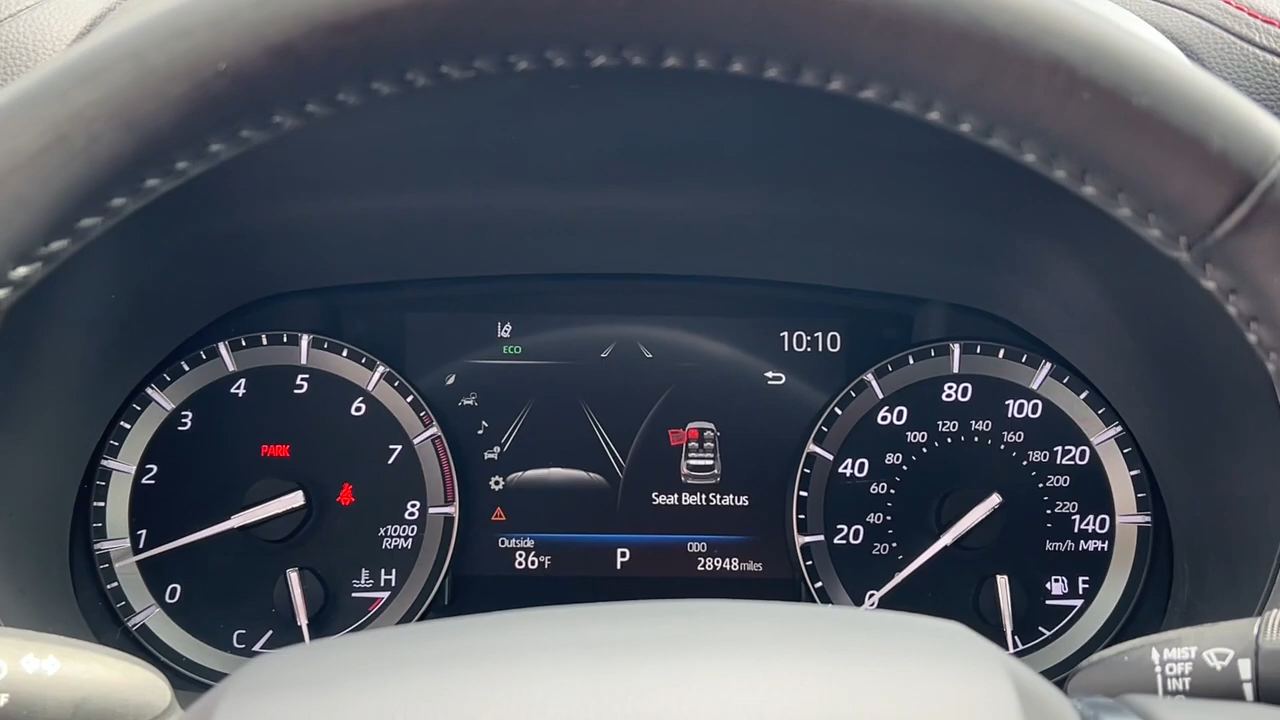 ECO
10:10
0
1
2
3
4
5
6
7
8
PARK
x1000
RPM
H
C
Seat Belt Status
Outside
86°F
P
ODO
28948 miles
0
20
40
60
80
100
120
140
20
40
60
80
100
120
140
160
180
200
220
km/h MPH
F
MIST
OFF
INT